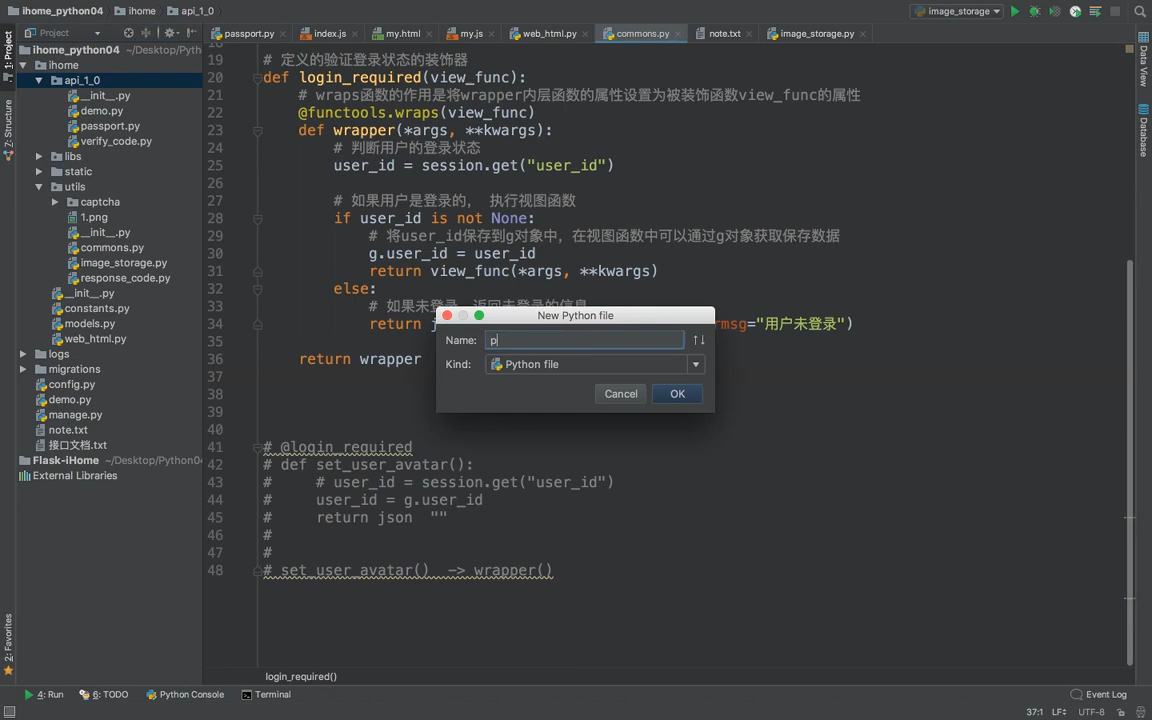 ihome_python04 ihome api_1_0 image_storage
Project
passport.py index.js my.html my.js web_html.py commons.py note.txt image_storage.py
1: Project
Z: Structure
2: Favorites
Data View
Database
ihome_python04 ~/Desktop/Pyth
ihome
api_1_0
__init__.py
demo.py
passport.py
verify_code.py
libs
static
utils
captcha
1.png
__init__.py
commons.py
image_storage.py
response_code.py
__init__.py
constants.py
models.py
web_html.py
logs
migrations
config.py
demo.py
manage.py
note.txt
接口文档.txt
Flask-iHome ~/Desktop/Python0
External Libraries
19 # 定义的验证登录状态的装饰器
20 def login_required(view_func):
21 # wraps函数的作用是将wrapper内层函数的属性设置为被装饰函数view_func的属性
22 @functools.wraps(view_func)
23 def wrapper(*args, **kwargs):
24 # 判断用户的登录状态
25 user_id = session.get("user_id")
26
27 # 如果用户是登录的， 执行视图函数
28 if user_id is not None:
29 # 将user_id保存到g对象中，在视图函数中可以通过g对象获取保存数据
30 g.user_id = user_id
31 return view_func(*args, **kwargs)
32 else:
33 # 如果未登录，返回未登录的信息
34 return j rmsg="用户未登录")
35
36 return wrapper
37
38
39
40
41 # @login_required
42 # def set_user_avatar():
43 # # user_id = session.get("user_id")
44 # user_id = g.user_id
45 # return json ""
46 #
47 #
48 # set_user_avatar() -> wrapper()
New Python file
Name: p
Kind: Python file
Cancel OK
login_required()
4: Run 6: TODO Python Console Terminal Event Log
37:1 LF UTF-8